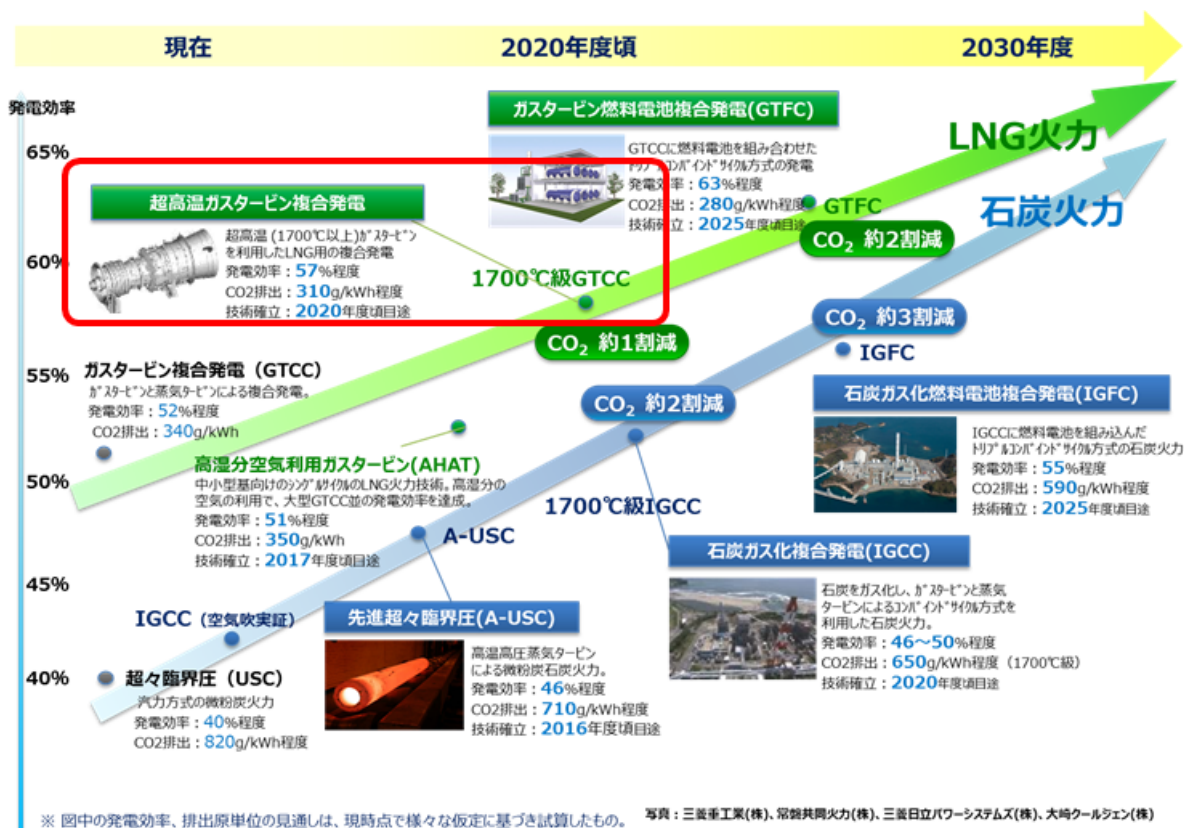 現在
2020年度頃
2030年度
発電効率
65%
60%
55%
50%
45%
40%
LNG火力
石炭火力
ガスタービン燃料電池複合発電(GTFC)
GTCCに燃料電池を組み合わせた
トリプルコンバインドサイクル方式の発電
発電効率：63%程度
CO2排出：280g/kWh程度
技術確立：2025年度頃目途
GTFC
CO2 約2割減
超高温ガスタービン複合発電
超高温(1700℃以上)ガスタービン
を利用したLNG用の複合発電
発電効率：57%程度
CO2排出：310g/kWh程度
技術確立：2020年度頃目途
1700℃級GTCC
CO2 約1割減
ガスタービン複合発電（GTCC）
ガスタービンと蒸気タービンによる複合発電。
発電効率：52%程度
CO2排出：340g/kWh
高湿分空気利用ガスタービン(AHAT)
中小型基向けのシングルサイクルのLNG火力技術。高湿分の
空気の利用で、大型GTCC並の発電効率を達成。
発電効率：51%程度
CO2排出：350g/kWh
技術確立：2017年度頃目途
CO2 約3割減
IGFC
石炭ガス化燃料電池複合発電(IGFC)
IGCCに燃料電池を組み込んだ
トリプルコンバインドサイクル方式の石炭火力
発電効率：55%程度
CO2排出：590g/kWh程度
技術確立：2025年度頃目途
CO2 約2割減
1700℃級IGCC
石炭ガス化複合発電(IGCC)
石炭をガス化し、ガスタービンと蒸気
タービンによるコンバインドサイクル方式を
利用した石炭火力。
発電効率：46～50%程度
CO2排出：650g/kWh程度（1700℃級）
技術確立：2020年度頃目途
A-USC
先進超々臨界圧(A-USC)
高温高圧蒸気タービン
による微粉炭石炭火力。
発電効率：46%程度
CO2排出：710g/kWh程度
技術確立：2016年度頃目途
IGCC（空気吹実証）
超々臨界圧（USC）
汽力方式の微粉炭火力
発電効率：40%程度
CO2排出：820g/kWh程度
※ 図中の発電効率、排出原単位の見通しは、現時点で様々な仮定に基づき試算したもの。
写真：三菱重工業(株)、常磐共同火力(株)、三菱日立パワーシステムズ(株)、大崎クールジェン(株)